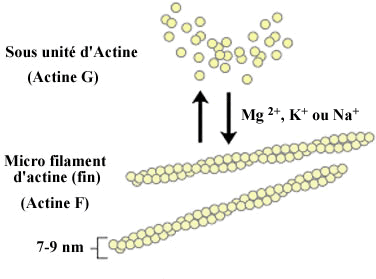 Sous unité d'Actine
(Actine G)
Mg 2+, K+ ou Na+
Micro filament
d'actine (fin)
(Actine F)
7-9 nm